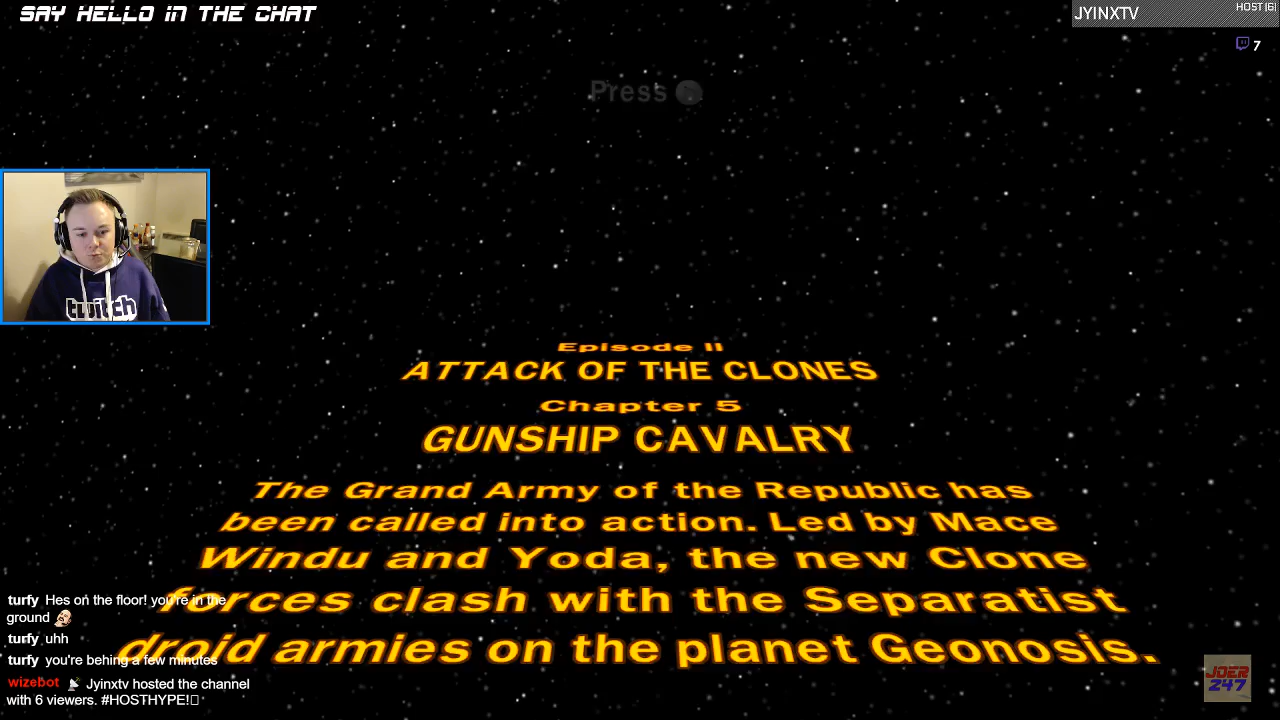 SAY HELLO IN THE CHAT
JYINXTV
HOST [6]
7
Press
twitch
Episode II
ATTACK OF THE CLONES
Chapter 5
GUNSHIP CAVALRY
The Grand Army of the Republic has
been called into action. Led by Mace
Windu and Yoda, the new Clone
forces clash with the Separatist
droid armies on the planet Geonosis.
turfy Hes on the floor! you're in the
ground
turfy uhh
turfy you're behing a few minutes
wizebot Jyinxtv hosted the channel
with 6 viewers. #HOSTHYPE!
JOER
247